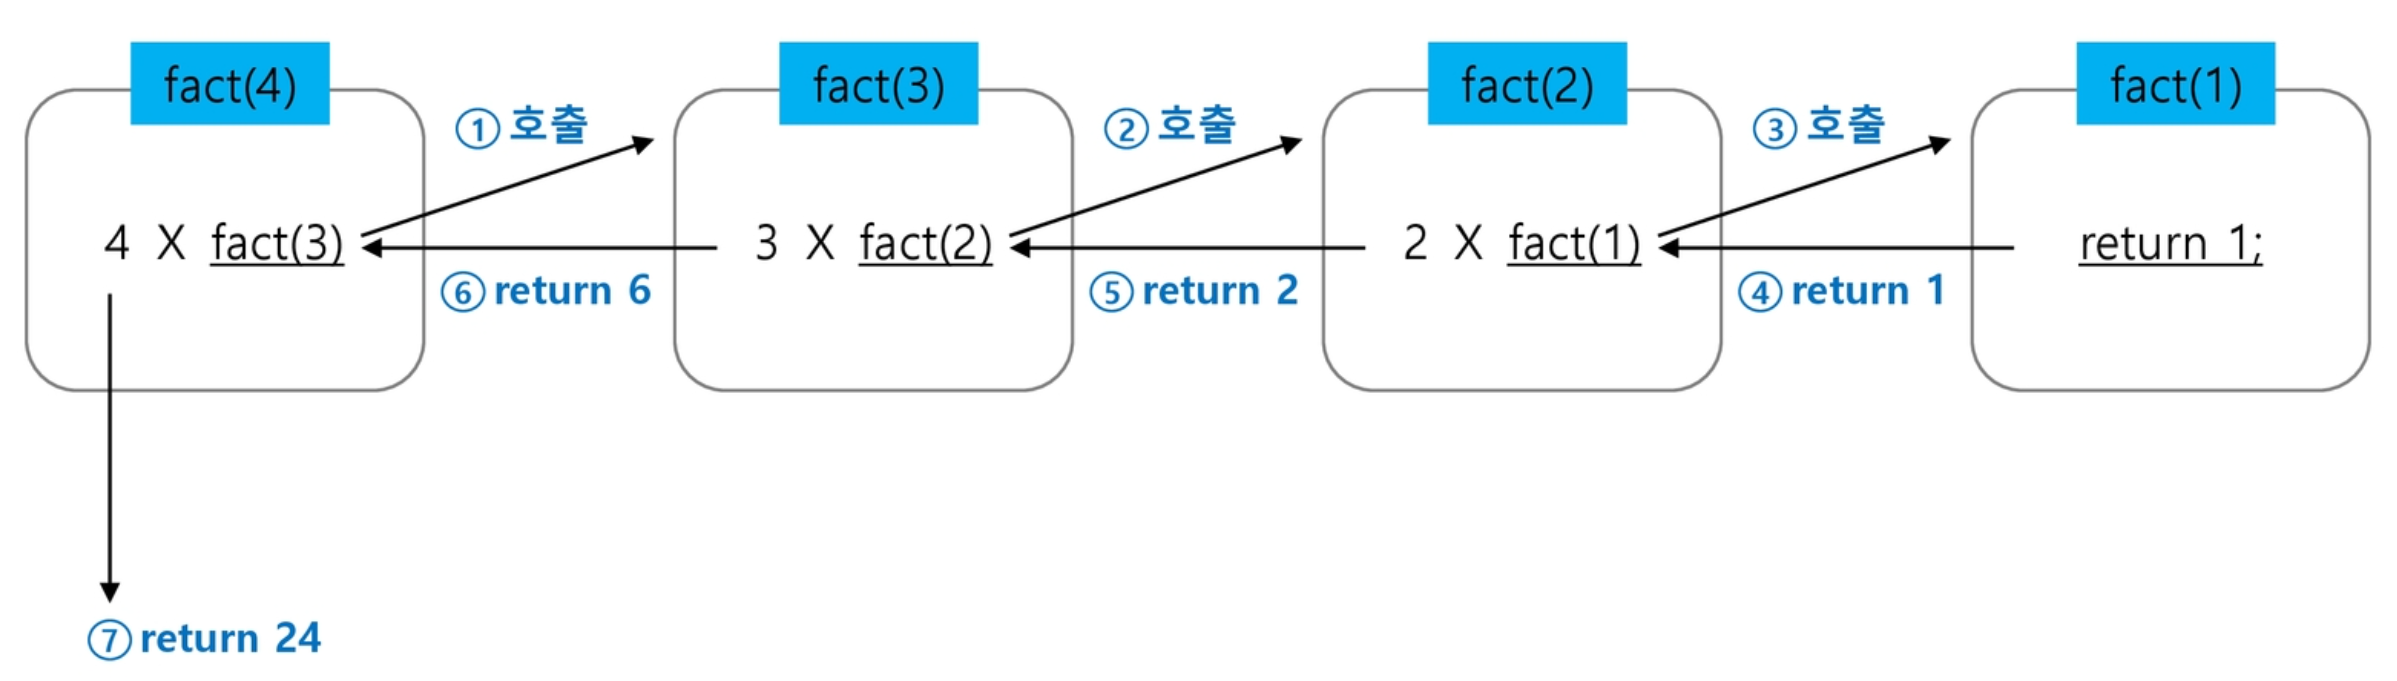 fact(4)
fact(3)
fact(2)
fact(1)
① 호출
② 호출
③ 호출
4 X fact(3)
3 X fact(2)
2 X fact(1)
return 1;
⑥ return 6
⑤ return 2
④ return 1
⑦ return 24